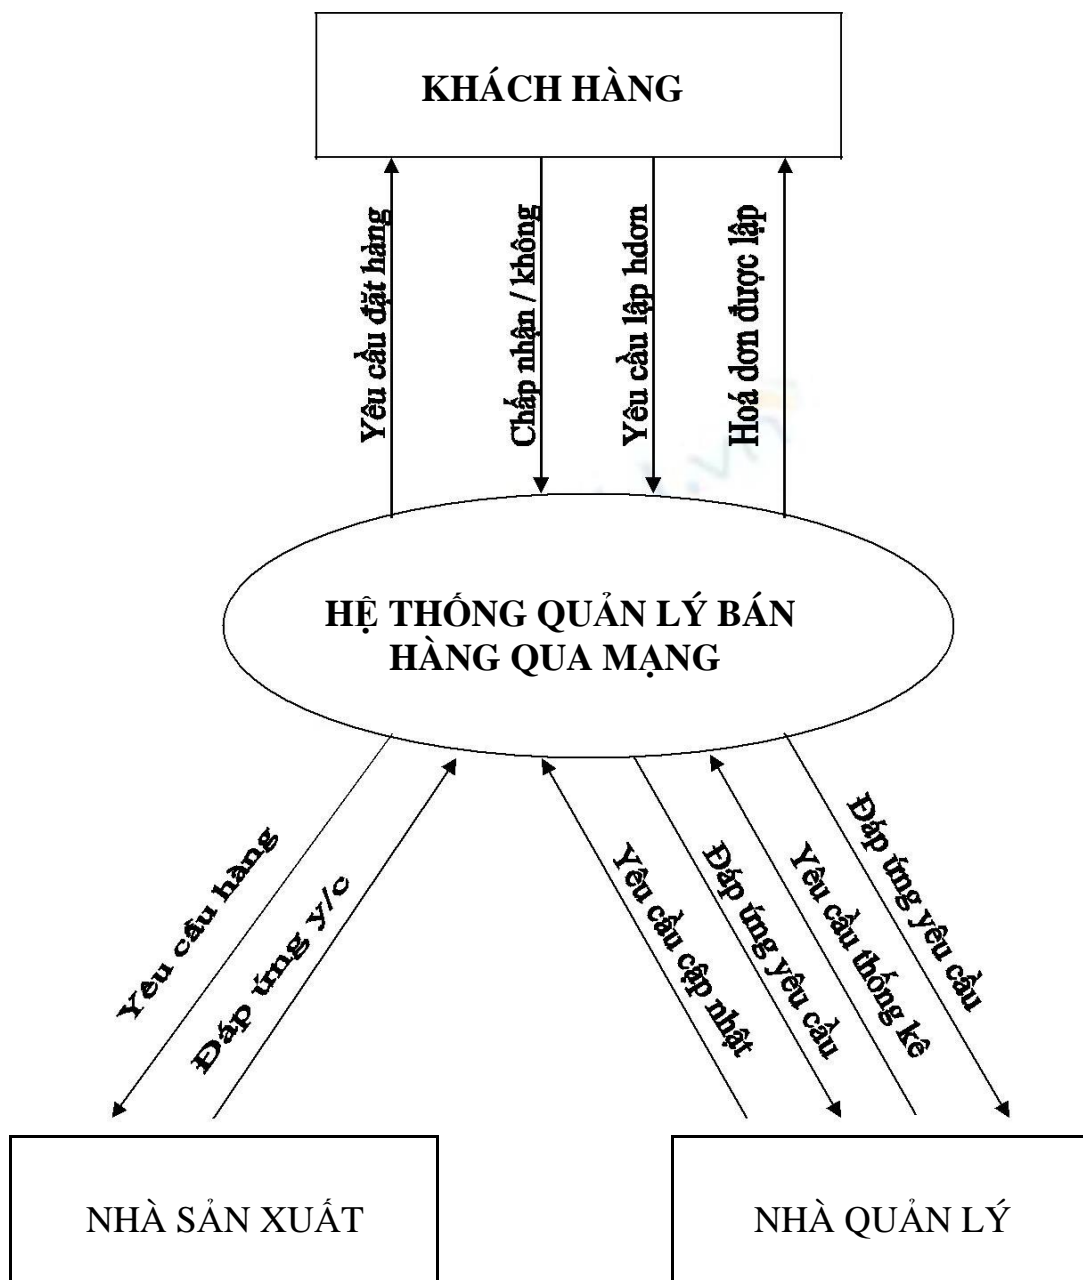 KHÁCH HÀNG
Yêu cầu đặt hàng
Chấp nhận / không
Yêu cầu lập hdơn
Hoá dơn được lập
HỆ THỐNG QUẢN LÝ BÁN
HÀNG QUA MẠNG
Yêu cầu hàng
Đáp ứng y/c
Yêu cầu cập nhật
Đáp ứng yêu cầu
Yêu cầu thống kê
Đáp ứng yêu cầu
NHÀ SẢN XUẤT
NHÀ QUẢN LÝ